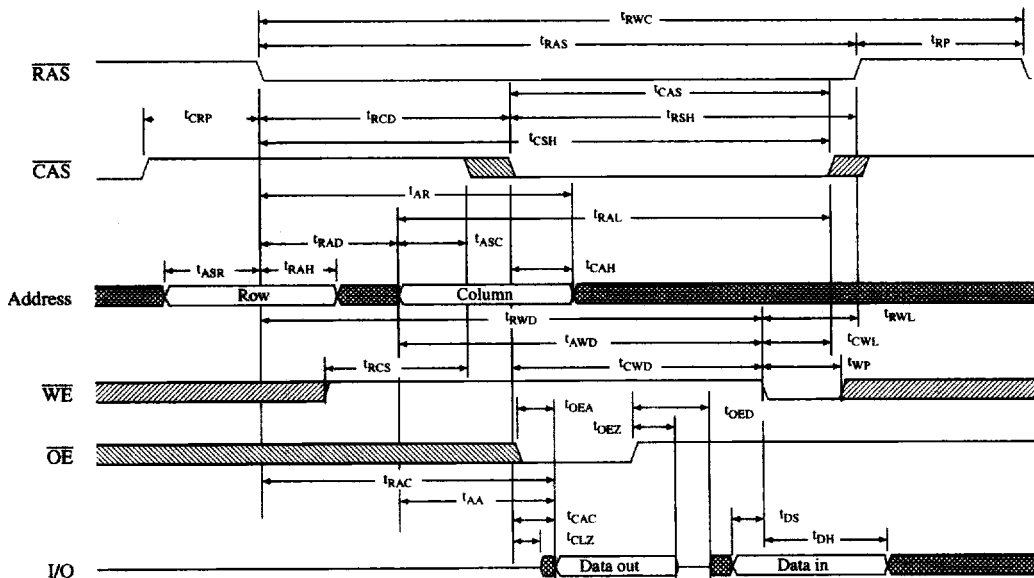 tRWC
tRAS
tRP
RAS
tCAS
tCRP
tRCD
tRSH
tCSH
CAS
tAR
tRAL
tRAD
tASC
tASR
tRAH
tCAH
Address
Row
Column
tRWD
tRWL
tAWD
tCWL
tRCS
tCWD
tWP
WE
tOEA
tOED
tOEZ
OE
tRAC
tAA
tDS
tCAC
tDH
tCLZ
I/O
Data out
Data in